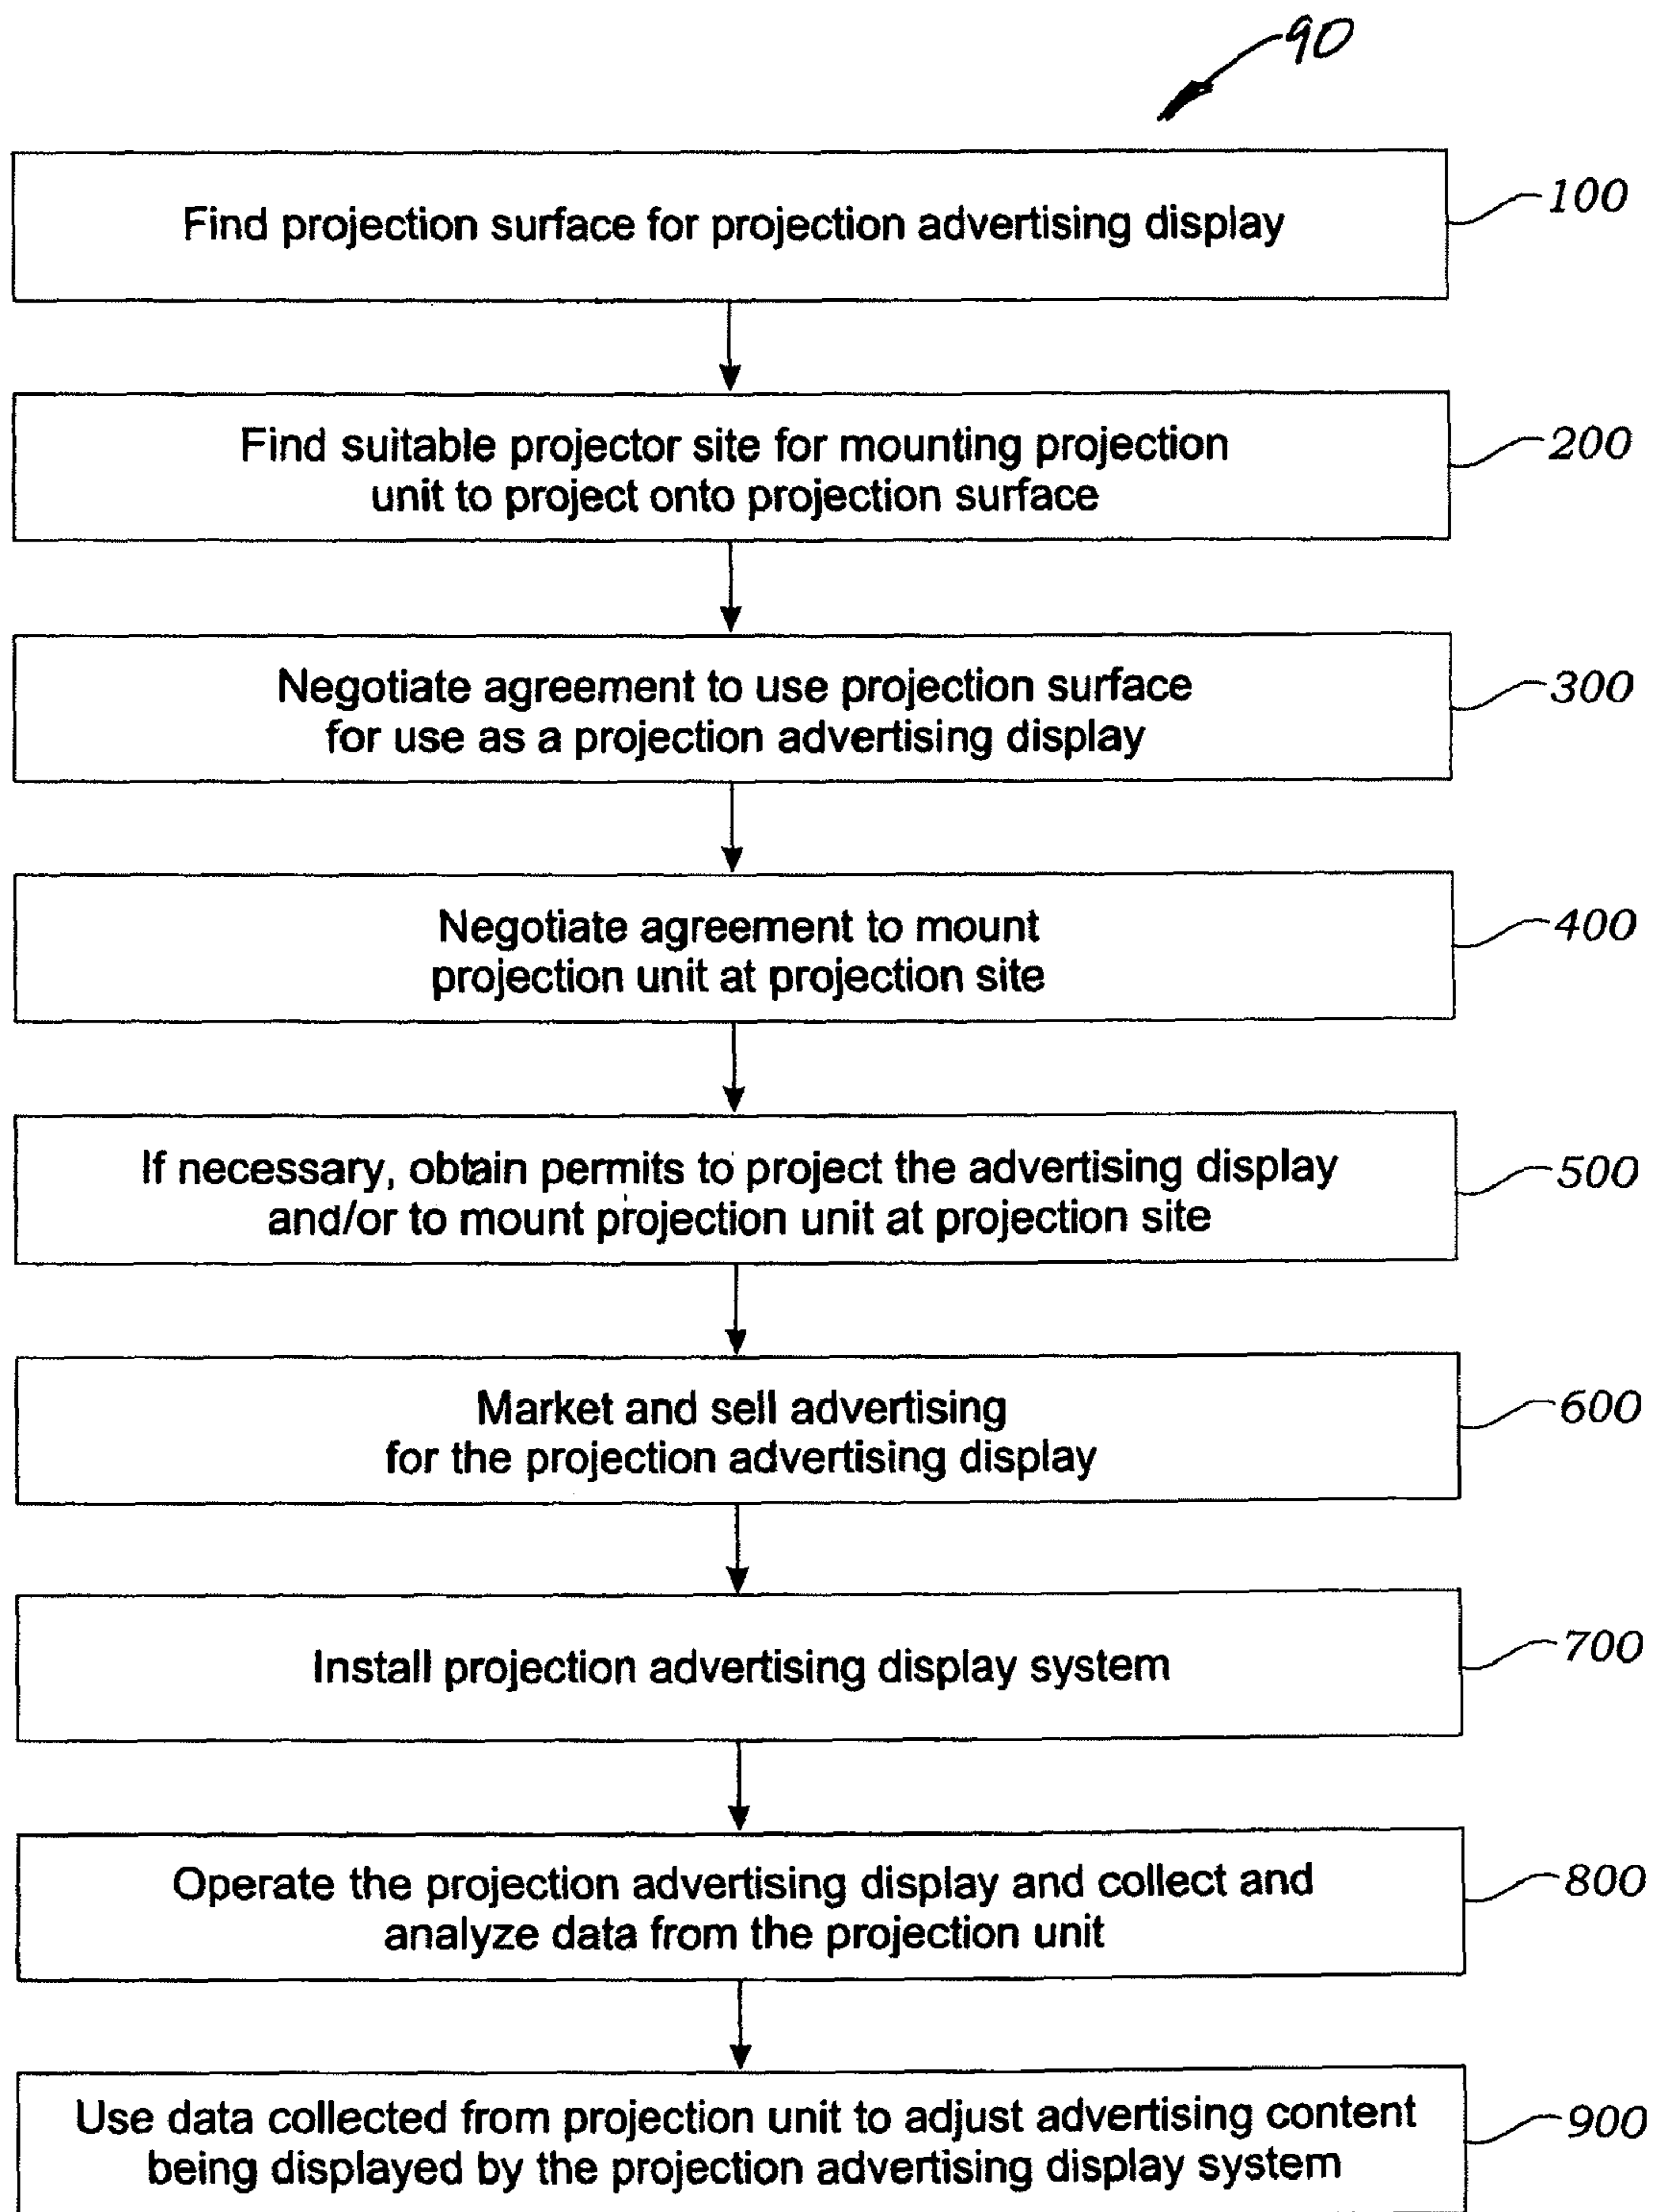 90
Find projection surface for projection advertising display
100
Find suitable projector site for mounting projection
unit to project onto projection surface
200
Negotiate agreement to use projection surface
for use as a projection advertising display
300
Negotiate agreement to mount
projection unit at projection site
400
If necessary, obtain permits to project the advertising display
and/or to mount projection unit at projection site
500
Market and sell advertising
for the projection advertising display
600
Install projection advertising display system
700
Operate the projection advertising display and collect and
analyze data from the projection unit
800
Use data collected from projection unit to adjust advertising content
being displayed by the projection advertising display system
900